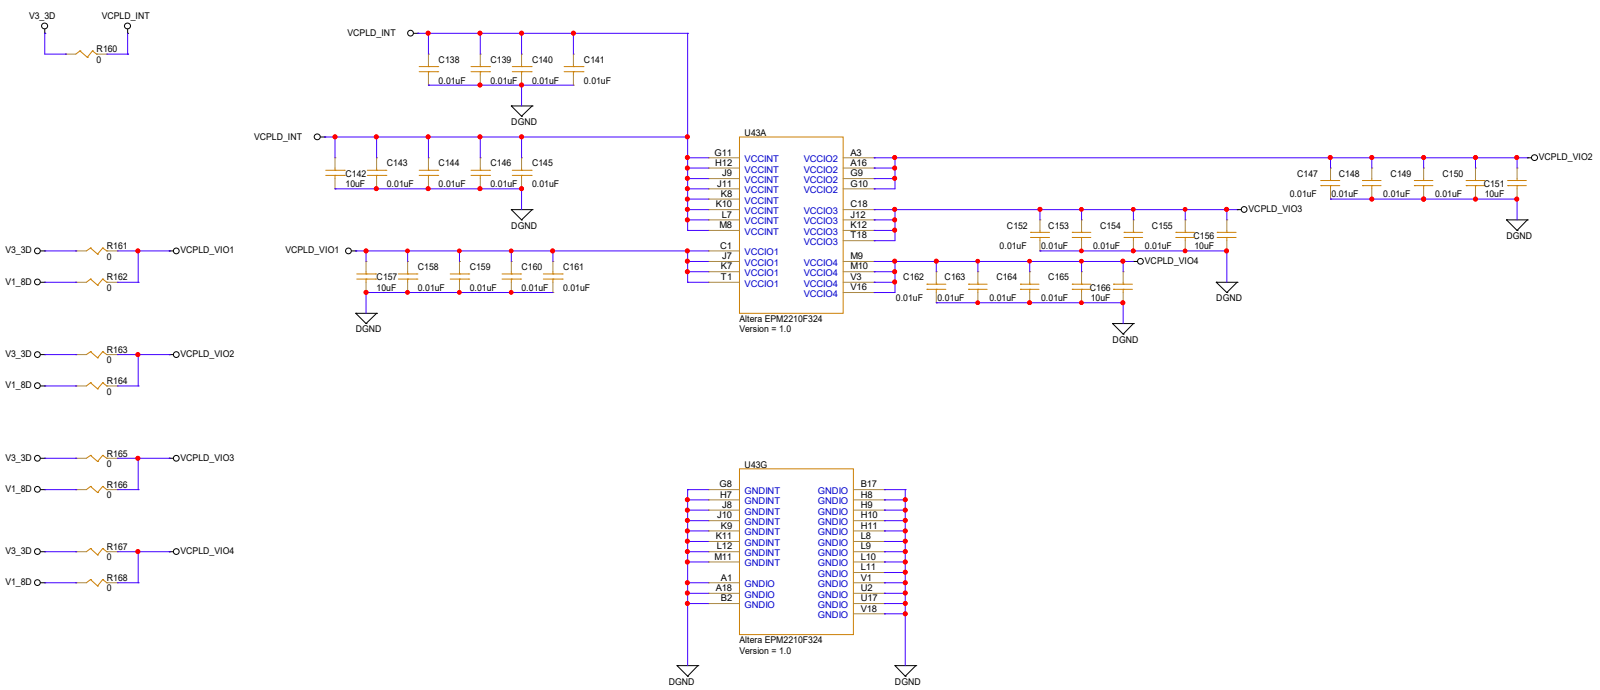 V3_3D
VCPLD_INT
R160
0
VCPLD_INT
C138
0.01uF
C139
0.01uF
C140
0.01uF
C141
0.01uF
DGND
VCPLD_INT
C142
10uF
C143
0.01uF
C144
0.01uF
C146
0.01uF
C145
0.01uF
DGND
V3_3D
R161
0
VCPLD_VIO1
V1_8D
R162
0
VCPLD_VIO1
C157
10uF
C158
0.01uF
C159
0.01uF
C160
0.01uF
C161
0.01uF
DGND
U43A
G11 VCCINT
H12 VCCINT
J9 VCCINT
J11 VCCINT
K8 VCCINT
K10 VCCINT
L7 VCCINT
M8 VCCINT
C1 VCCIO1
J7 VCCIO1
K7 VCCIO1
T1 VCCIO1
VCCIO2 A3
VCCIO2 A16
VCCIO2 G9
VCCIO2 G10
VCCIO3 C18
VCCIO3 J12
VCCIO3 K12
VCCIO3 T18
VCCIO4 M9
VCCIO4 M10
VCCIO4 V3
VCCIO4 V16
Altera EPM2210F324
Version = 1.0
VCPLD_VIO2
C147
0.01uF
C148
0.01uF
C149
0.01uF
C150
0.01uF
C151
10uF
DGND
VCPLD_VIO3
C152
0.01uF
C153
0.01uF
C154
0.01uF
C155
0.01uF
C156
10uF
DGND
VCPLD_VIO4
C162
0.01uF
C163
0.01uF
C164
0.01uF
C165
0.01uF
C166
10uF
DGND
V3_3D
R163
0
VCPLD_VIO2
V1_8D
R164
0
V3_3D
R165
0
VCPLD_VIO3
V1_8D
R166
0
V3_3D
R167
0
VCPLD_VIO4
V1_8D
R168
0
U43G
G8 GNDINT
H7 GNDINT
J8 GNDINT
J10 GNDINT
K9 GNDINT
K11 GNDINT
L12 GNDINT
M11 GNDINT
A1 GNDIO
A18 GNDIO
B2 GNDIO
GNDIO B17
GNDIO H8
GNDIO H9
GNDIO H10
GNDIO H11
GNDIO L8
GNDIO L9
GNDIO L10
GNDIO L11
GNDIO V1
GNDIO U2
GNDIO U17
GNDIO V18
Altera EPM2210F324
Version = 1.0
DGND
DGND